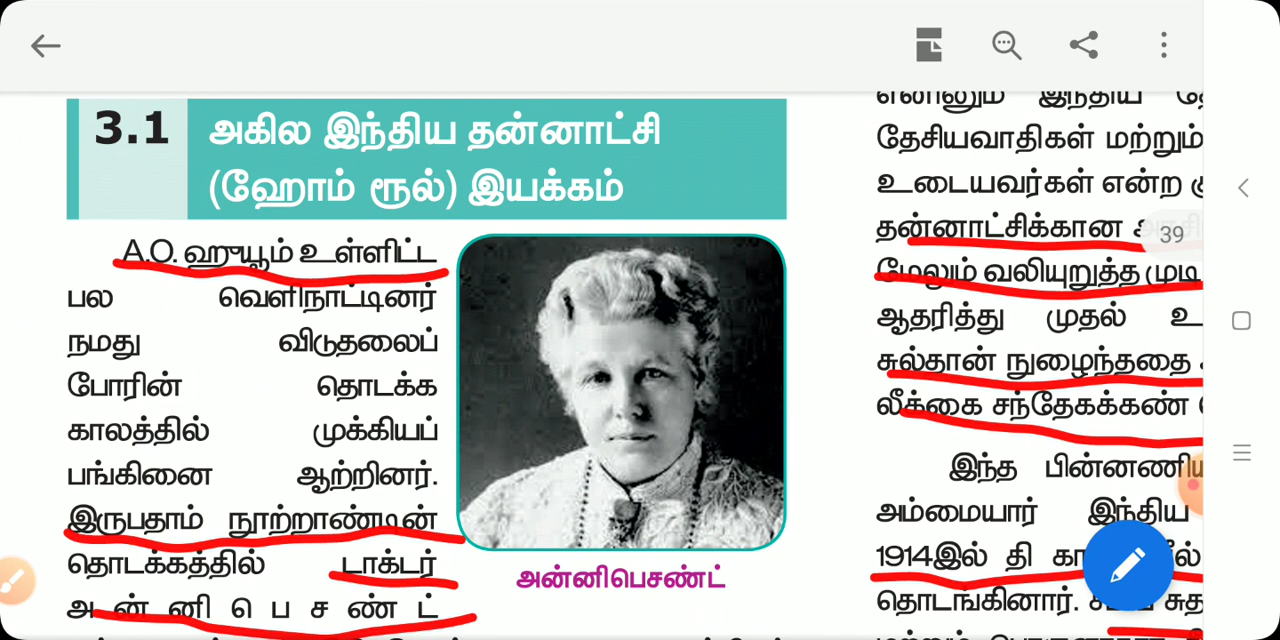 3.1 அகில இந்திய தன்னாட்சி
(ஹோம் ரூல்) இயக்கம்
A.O. ஹுயூம் உள்ளிட்ட
பல வெளிநாட்டினர்
நமது விடுதலைப்
போரின் தொடக்க
காலத்தில் முக்கியப்
பங்கினை ஆற்றினர்.
இருபதாம் நூற்றாண்டின்
தொடக்கத்தில் டாக்டர்
அன்னிபெசண்ட்
அன்னிபெசண்ட்
எனினும் இந்திய
தேசியவாதிகள் மற்றும்
உடையவர்கள் என்ற
தன்னாட்சிக்கான
39
மேலும் வலியுறுத்த
ஆதரித்து முதல்
சுல்தான் நுழைந்ததை
லீக்கை சந்தேகக்கண்
இந்த
அம்மையார் இந்திய
1914இல் தி
தொடங்கினார்.